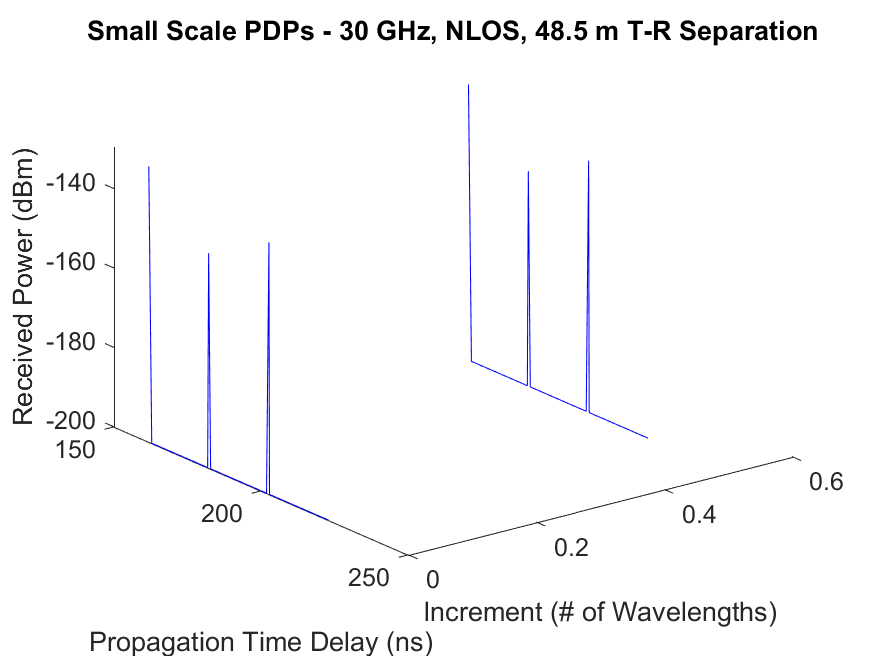 Small Scale PDPs - 30 GHz, NLOS, 48.5 m T-R Separation
Received Power (dBm)
-140
-160
-180
-200
150
200
250
0
0.2
0.4
0.6
Increment (# of Wavelengths)
Propagation Time Delay (ns)